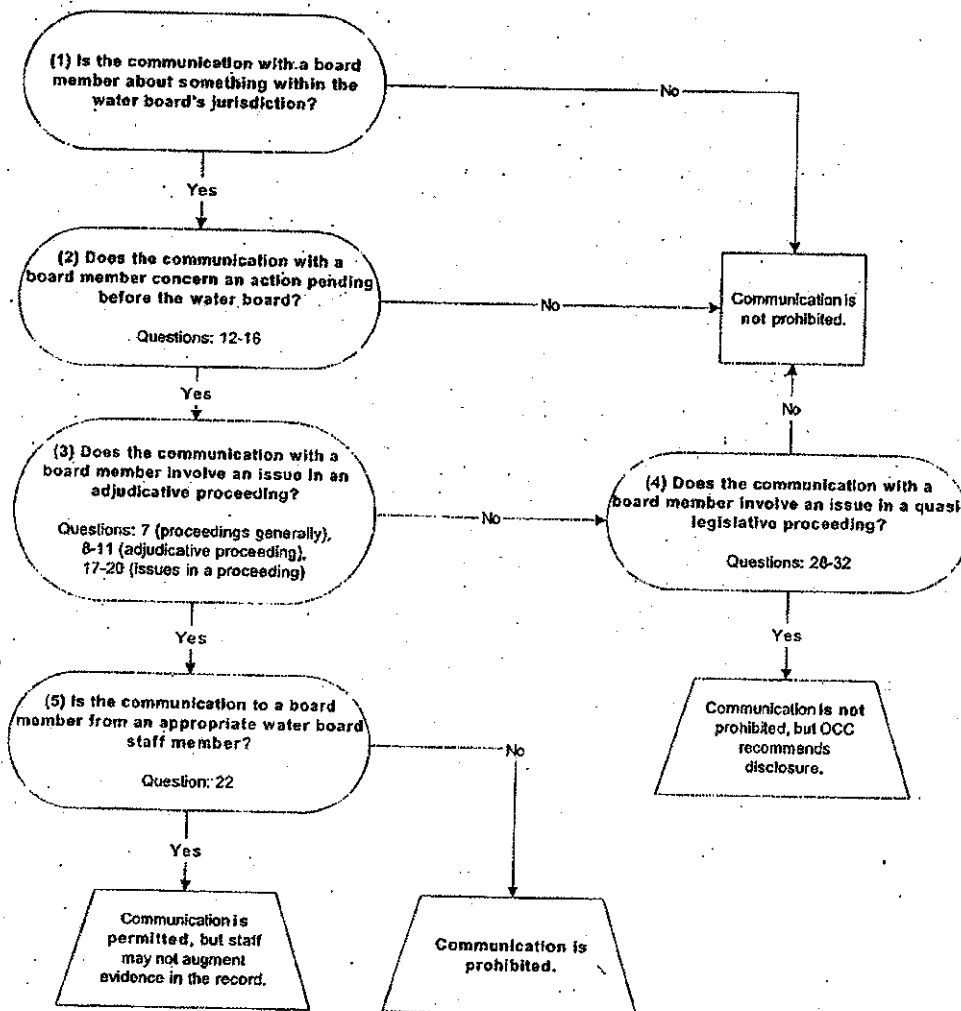 (1) Is the communication with a board
member about something within the
water board's jurisdiction?
No
Yes
(2) Does the communication with a
board member concern an action pending
before the water board?
Questions: 12-16
No
Communication is
not prohibited.
Yes
No
(3) Does the communication with a
board member involve an issue in an
adjudicative proceeding?
Questions: 7 (proceedings generally),
8-11 (adjudicative proceeding),
17-20 (issues in a proceeding)
No
(4) Does the communication with a
board member involve an issue in a quasi-
legislative proceeding?
Questions: 28-32
Yes
Yes
(5) Is the communication to a board
member from an appropriate water board
staff member?
Question: 22
No
Communication is not
prohibited, but OCC
recommends
disclosure.
Yes
Communication is
permitted, but staff
may not augment
evidence in the record.
Communication is
prohibited.